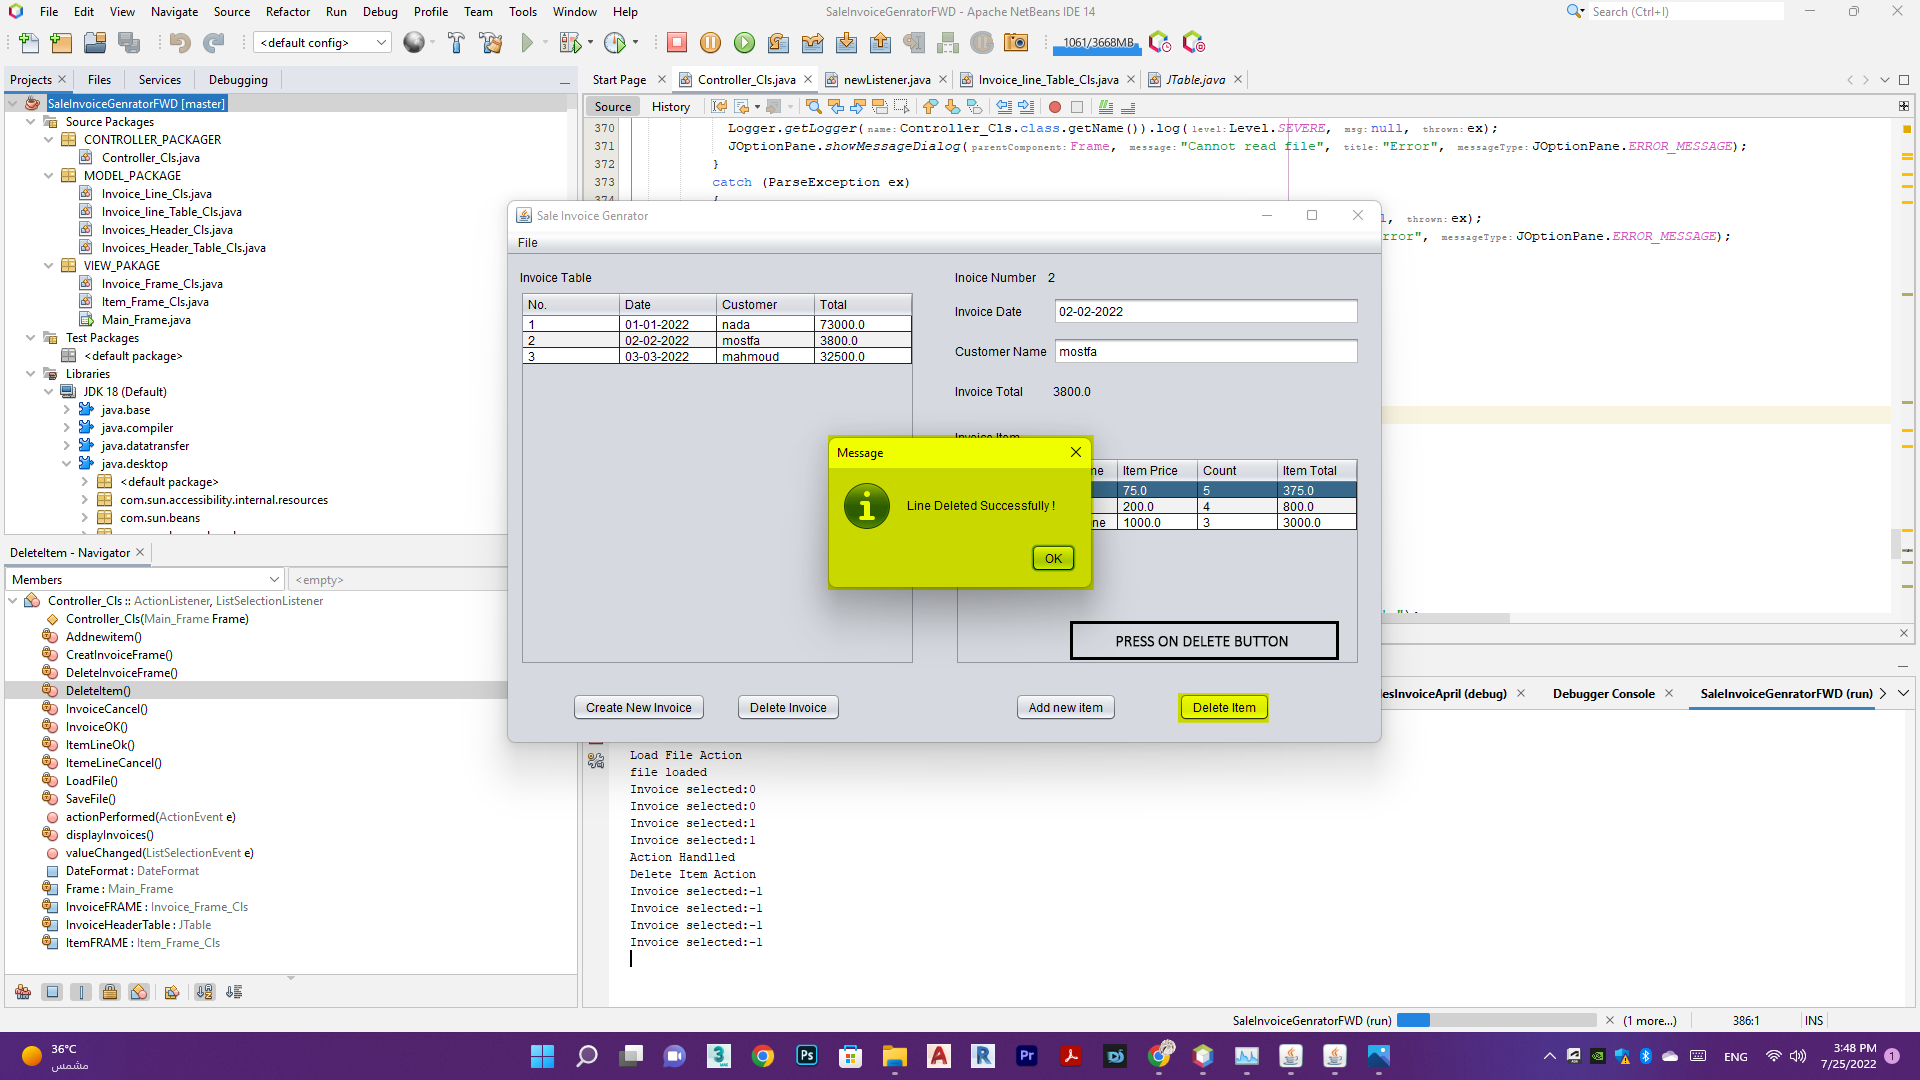 File Edit View Navigate Source Refactor Run Debug Profile Team Tools Window Help
SaleInvoiceGenratorFWD - Apache NetBeans IDE 14
Search (Ctrl+I)
<default config>
1061/3668MB
Projects Files Services Debugging
Start Page Controller_Cls.java newListener.java Invoice_line_Table_Cls.java JTable.java
Source History
SaleInvoiceGenratorFWD [master]
Source Packages
CONTROLLER_PACKAGER
Controller_Cls.java
MODEL_PACKAGE
Invoice_Line_Cls.java
Invoice_line_Table_Cls.java
Invoices_Header_Cls.java
Invoices_Header_Table_Cls.java
VIEW_PAKAGE
Invoice_Frame_Cls.java
Item_Frame_Cls.java
Main_Frame.java
Test Packages
<default package>
Libraries
JDK 18 (Default)
java.base
java.compiler
java.datatransfer
java.desktop
<default package>
com.sun.accessibility.internal.resources
com.sun.beans
370 Logger.getLogger(name:Controller_Cls.class.getName()).log(level:Level.SEVERE, msg:null, thrown:ex);
371 JOptionPane.showMessageDialog(parentComponent:Frame, message:"Cannot read file", title:"Error", messageType:JOptionPane.ERROR_MESSAGE);
372 }
373 catch (ParseException ex)
thrown:ex);
rror", messageType:JOptionPane.ERROR_MESSAGE);
Sale Invoice Genrator
File
Invoice Table
No. Date Customer Total
1 01-01-2022 nada 73000.0
2 02-02-2022 mostfa 3800.0
3 03-03-2022 mahmoud 32500.0
Inoice Number 2
Invoice Date 02-02-2022
Customer Name mostfa
Invoice Total 3800.0
Invoice Item
me Item Price Count Item Total
75.0 5 375.0
200.0 4 800.0
ne 1000.0 3 3000.0
Message
Line Deleted Successfully !
OK
PRESS ON DELETE BUTTON
Create New Invoice Delete Invoice Add new item Delete Item
DeleteItem - Navigator
Members <empty>
Controller_Cls :: ActionListener, ListSelectionListener
Controller_Cls(Main_Frame Frame)
Addnewitem()
CreatInvoiceFrame()
DeleteInvoiceFrame()
DeleteItem()
InvoiceCancel()
InvoiceOK()
ItemLineOk()
ItemeLineCancel()
LoadFile()
SaveFile()
actionPerformed(ActionEvent e)
displayInvoices()
valueChanged(ListSelectionEvent e)
DateFormat : DateFormat
Frame : Main_Frame
InvoiceFRAME : Invoice_Frame_Cls
InvoiceHeaderTable : JTable
ItemFRAME : Item_Frame_Cls
lesInvoiceApril (debug) Debugger Console SaleInvoiceGenratorFWD (run)
Load File Action
file loaded
Invoice selected:0
Invoice selected:0
Invoice selected:1
Invoice selected:1
Action Handlled
Delete Item Action
Invoice selected:-1
Invoice selected:-1
Invoice selected:-1
Invoice selected:-1
SaleInvoiceGenratorFWD (run) (1 more...) 386:1 INS
36°C
مشمس
ENG
3:48 PM
7/25/2022
1